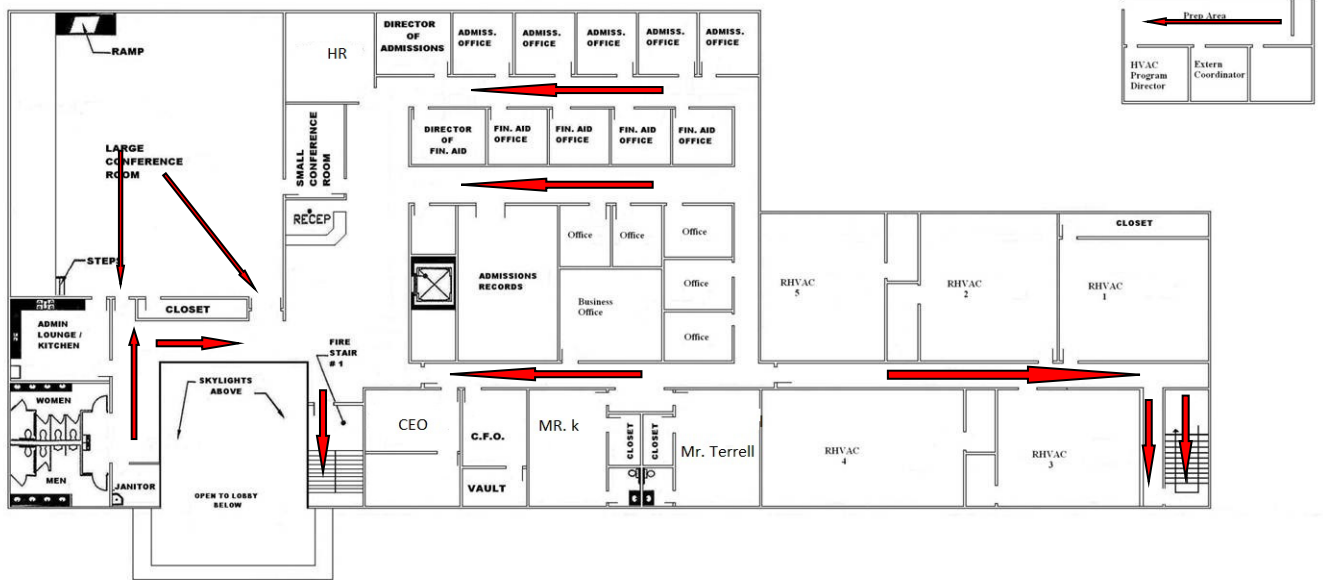 RAMP
HR
DIRECTOR
OF
ADMISSIONS
ADMISS.
OFFICE
ADMISS.
OFFICE
ADMISS.
OFFICE
ADMISS.
OFFICE
ADMISS.
OFFICE
Prep Area
HVAC
Program
Director
Extern
Coordinator
LARGE
CONFERENCE
ROOM
SMALL
CONFERENCE
ROOM
DIRECTOR
OF
FIN. AID
FIN. AID
OFFICE
FIN. AID
OFFICE
FIN. AID
OFFICE
FIN. AID
OFFICE
RECEP
STEPS
CLOSET
ADMISSIONS
RECORDS
Office
Office
Office
Office
Office
Business
Office
RHVAC
5
RHVAC
2
CLOSET
RHVAC
1
ADMIN
LOUNGE /
KITCHEN
FIRE
STAIR
# 1
SKYLIGHTS
ABOVE
WOMEN
MEN
JANITOR
OPEN TO LOBBY
BELOW
CEO
C.F.O.
VAULT
MR. k
CLOSET
CLOSET
Mr. Terrell
RHVAC
4
RHVAC
3